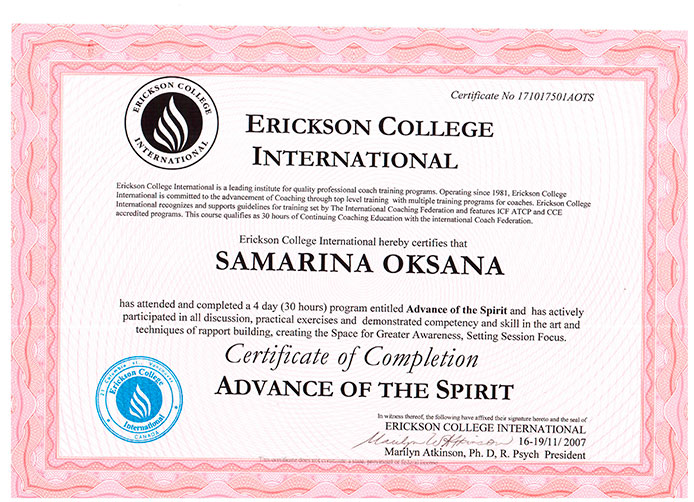 ERICKSON COLLEGE
INTERNATIONAL
Certificate No 171017501AOTS
ERICKSON COLLEGE
INTERNATIONAL
Erickson College International is a leading institute for quality professional coach training programs. Operating since 1981, Erickson College
International is committed to the advancement of Coaching through top level training with multiple training programs for coaches. Erickson College
International recognizes and supports guidelines for training set by The International Coaching Federation and features ICF ATCP and CCE
accredited programs. This course qualifies as 30 hours of Continuing Coaching Education with the international Coach Federation.
Erickson College International hereby certifies that
SAMARINA OKSANA
has attended and completed a 4 day (30 hours) program entitled Advance of the Spirit and has actively
participated in all discussion, practical exercises and demonstrated competency and skill in the art and
techniques of rapport building, creating the Space for Greater Awareness, Setting Session Focus.
Certificate of Completion
ADVANCE OF THE SPIRIT
Erickson College
International
CANADA
In witness thereof, the following have affixed their signature hereto and the seal of
ERICKSON COLLEGE INTERNATIONAL
16-19/11/ 2007
Marilyn Atkinson, Ph. D, R. Psych President